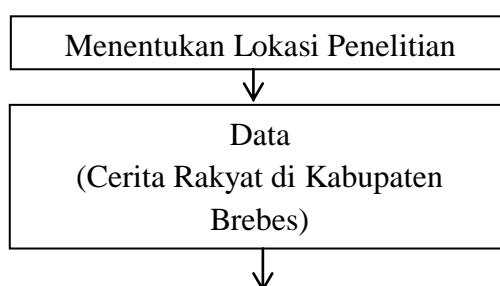 Menentukan Lokasi Penelitian
Data
(Cerita Rakyat di Kabupaten
Brebes)